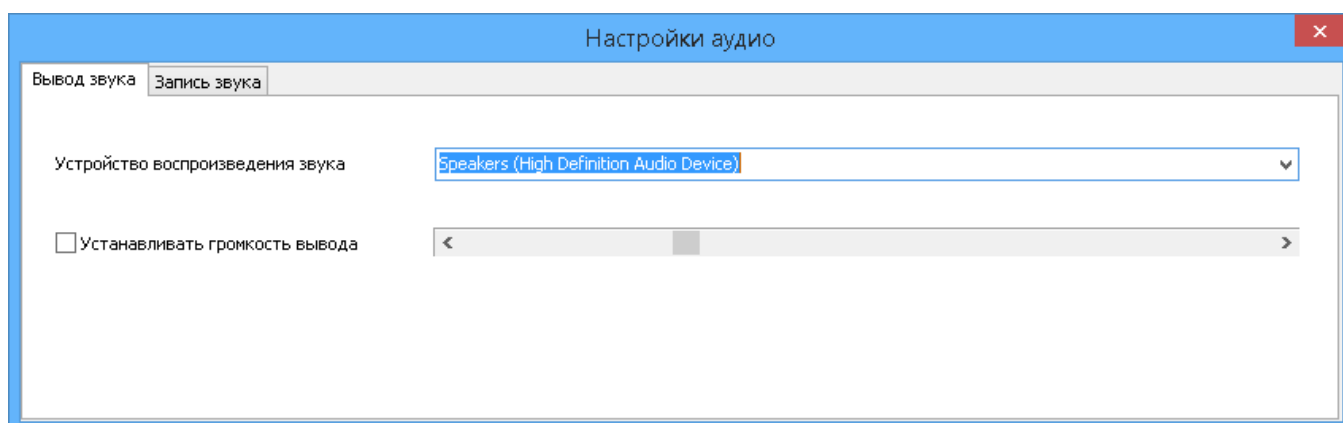 Настройки аудио
Вывод звука Запись звука
Устройство воспроизведения звука Speakers (High Definition Audio Device)
Устанавливать громкость вывода